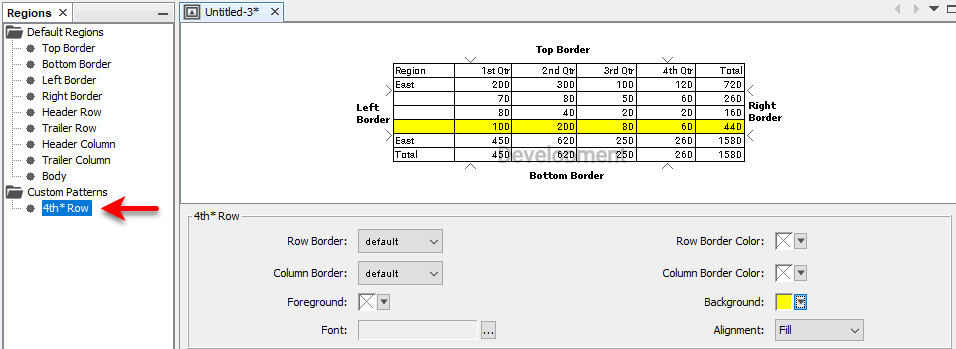 Regions
Default Regions
Top Border
Bottom Border
Left Border
Right Border
Header Row
Trailer Row
Header Column
Trailer Column
Body
Custom Patterns
4th* Row
Untitled-3*
Top Border
Left Border
Right Border
Region 1st Qtr 2nd Qtr 3rd Qtr 4th Qtr Total
East 200 300 100 120 720
70 80 50 60 260
80 40 20 20 160
100 200 80 60 440
East 450 620 250 260 1580
Total 450 620 250 260 1580
Development
Bottom Border
4th* Row
Row Border: default Row Border Color:
Column Border: default Column Border Color:
Foreground: Background:
Font: ... Alignment: Fill